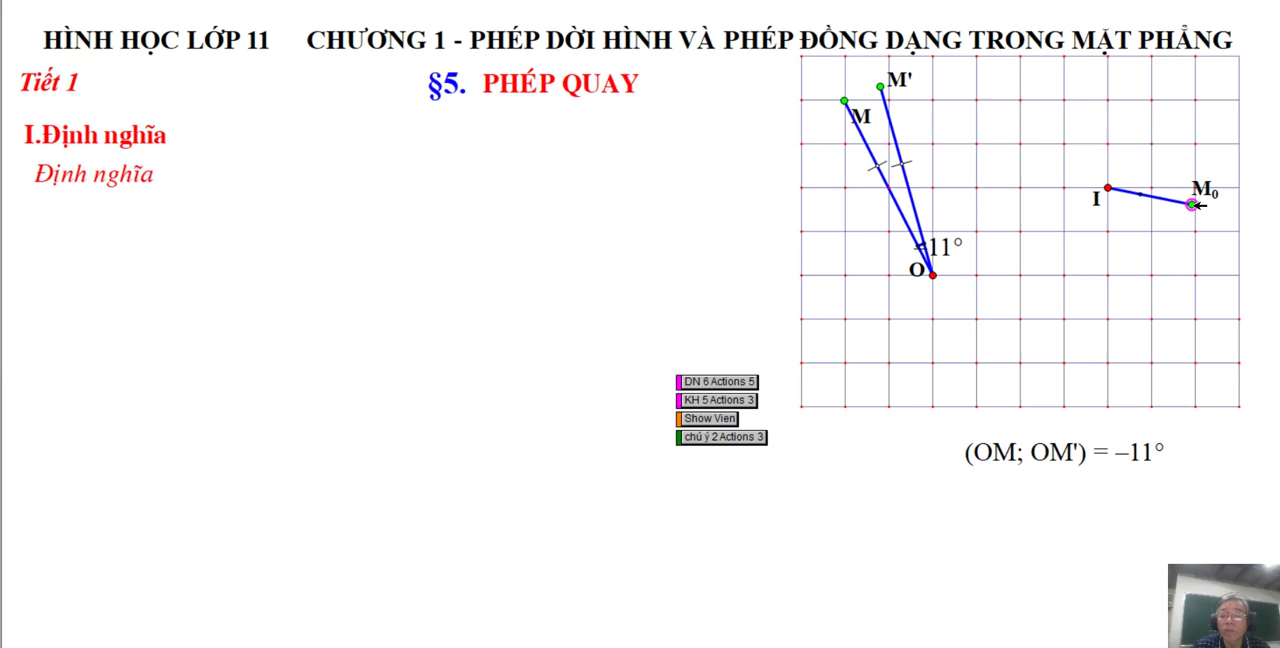 HÌNH HỌC LỚP 11 CHƯƠNG 1 - PHÉP DỜI HÌNH VÀ PHÉP ĐỒNG DẠNG TRONG MẶT PHẲNG
Tiết 1
§5. PHÉP QUAY
I.Định nghĩa
Định nghĩa
M'
M
M0
I
–11°
O
DN 6 Actions 5
KH 5 Actions 3
Show Vien
chú ý 2 Actions 3
(OM; OM') = –11°